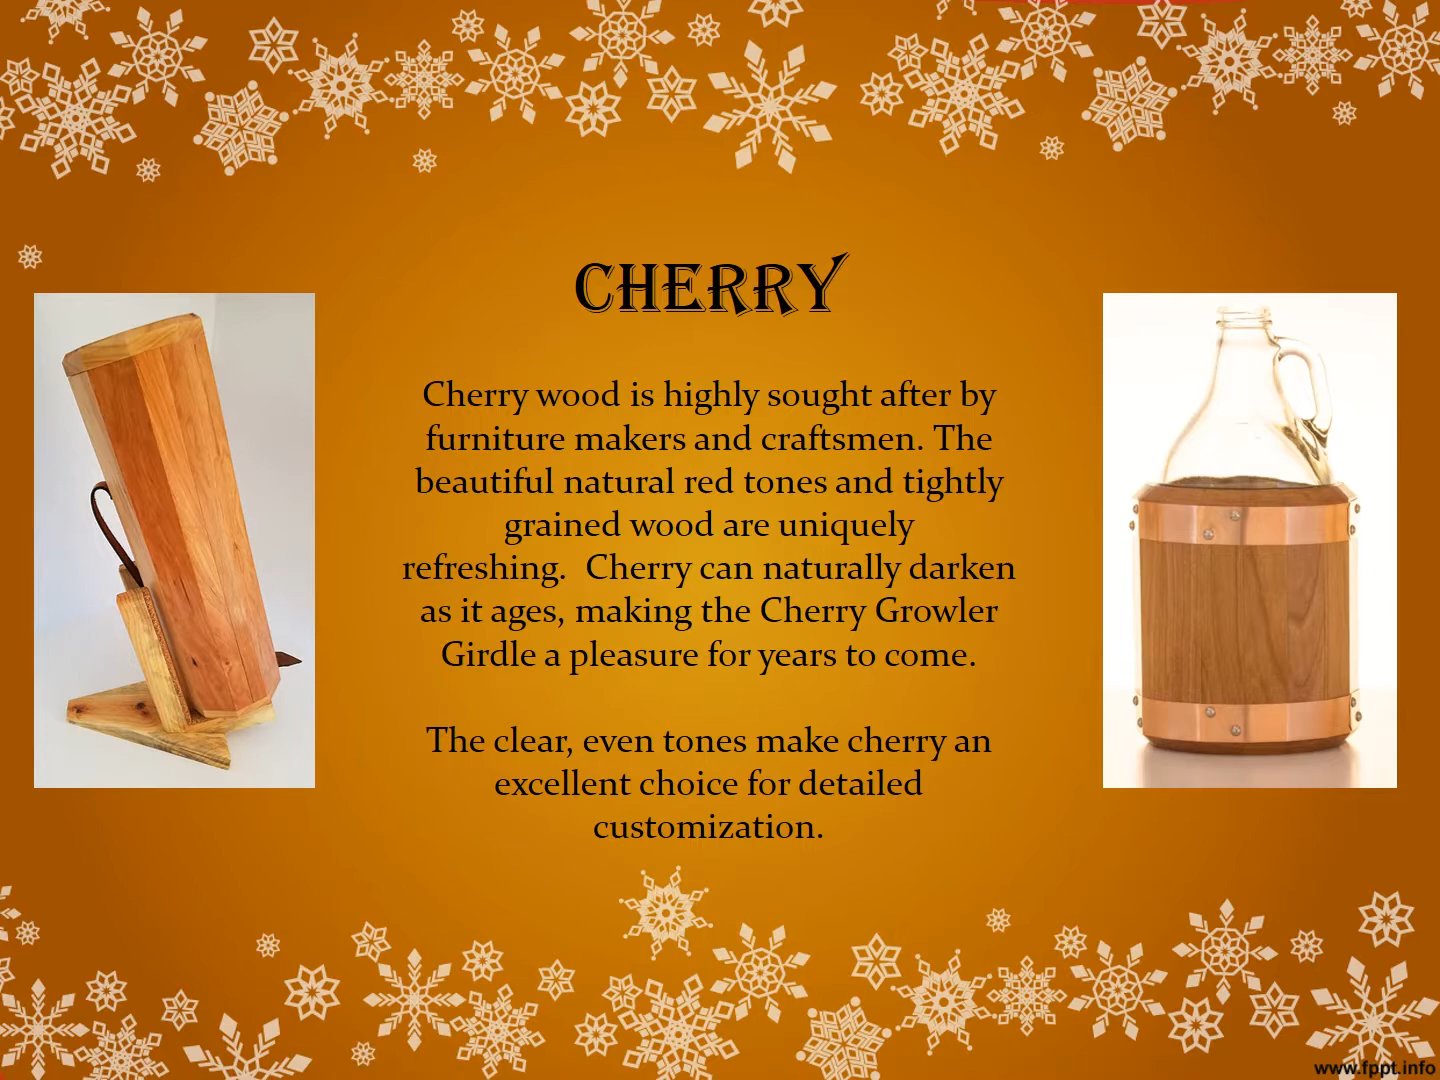 CHERRY
Cherry wood is highly sought after by
furniture makers and craftsmen. The
beautiful natural red tones and tightly
grained wood are uniquely
refreshing.  Cherry can naturally darken
as it ages, making the Cherry Growler
Girdle a pleasure for years to come.
The clear, even tones make cherry an
excellent choice for detailed
customization.
www.fppt.info